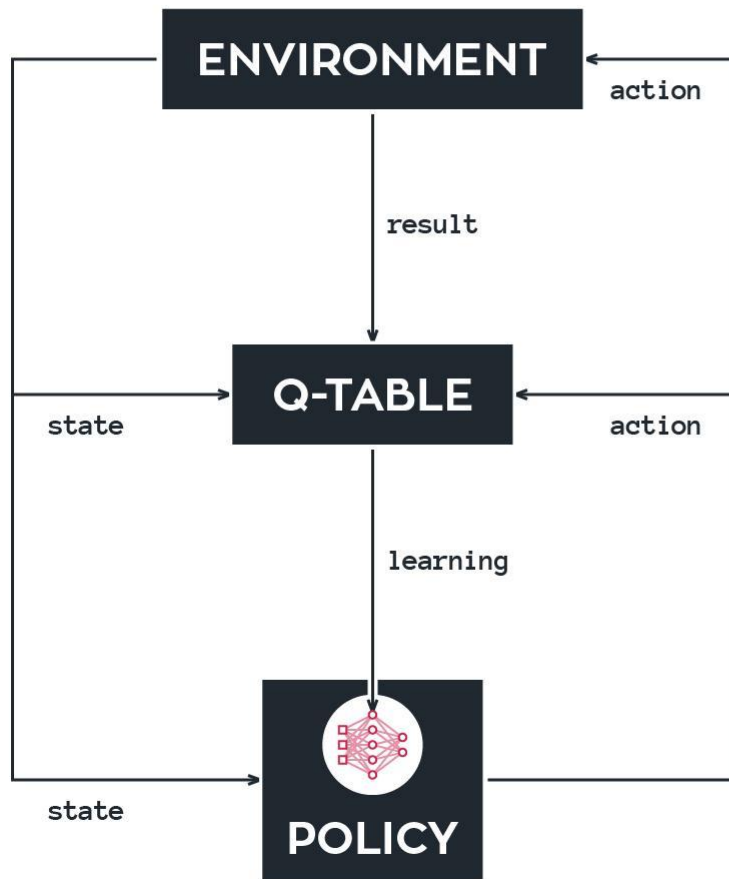 ENVIRONMENT
action
result
Q-TABLE
state
action
learning
state
POLICY